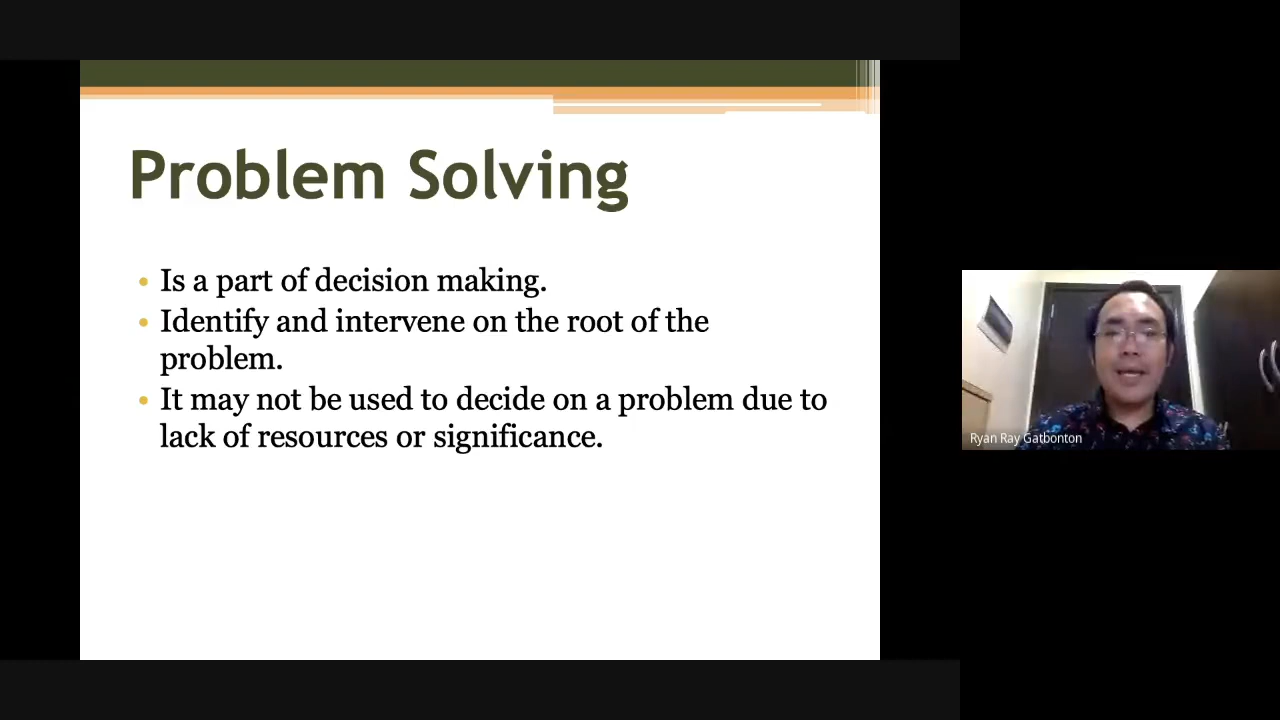 Problem Solving
• Is a part of decision making.
• Identify and intervene on the root of the
problem.
• It may not be used to decide on a problem due to
lack of resources or significance.
Ryan Ray Gatbonton